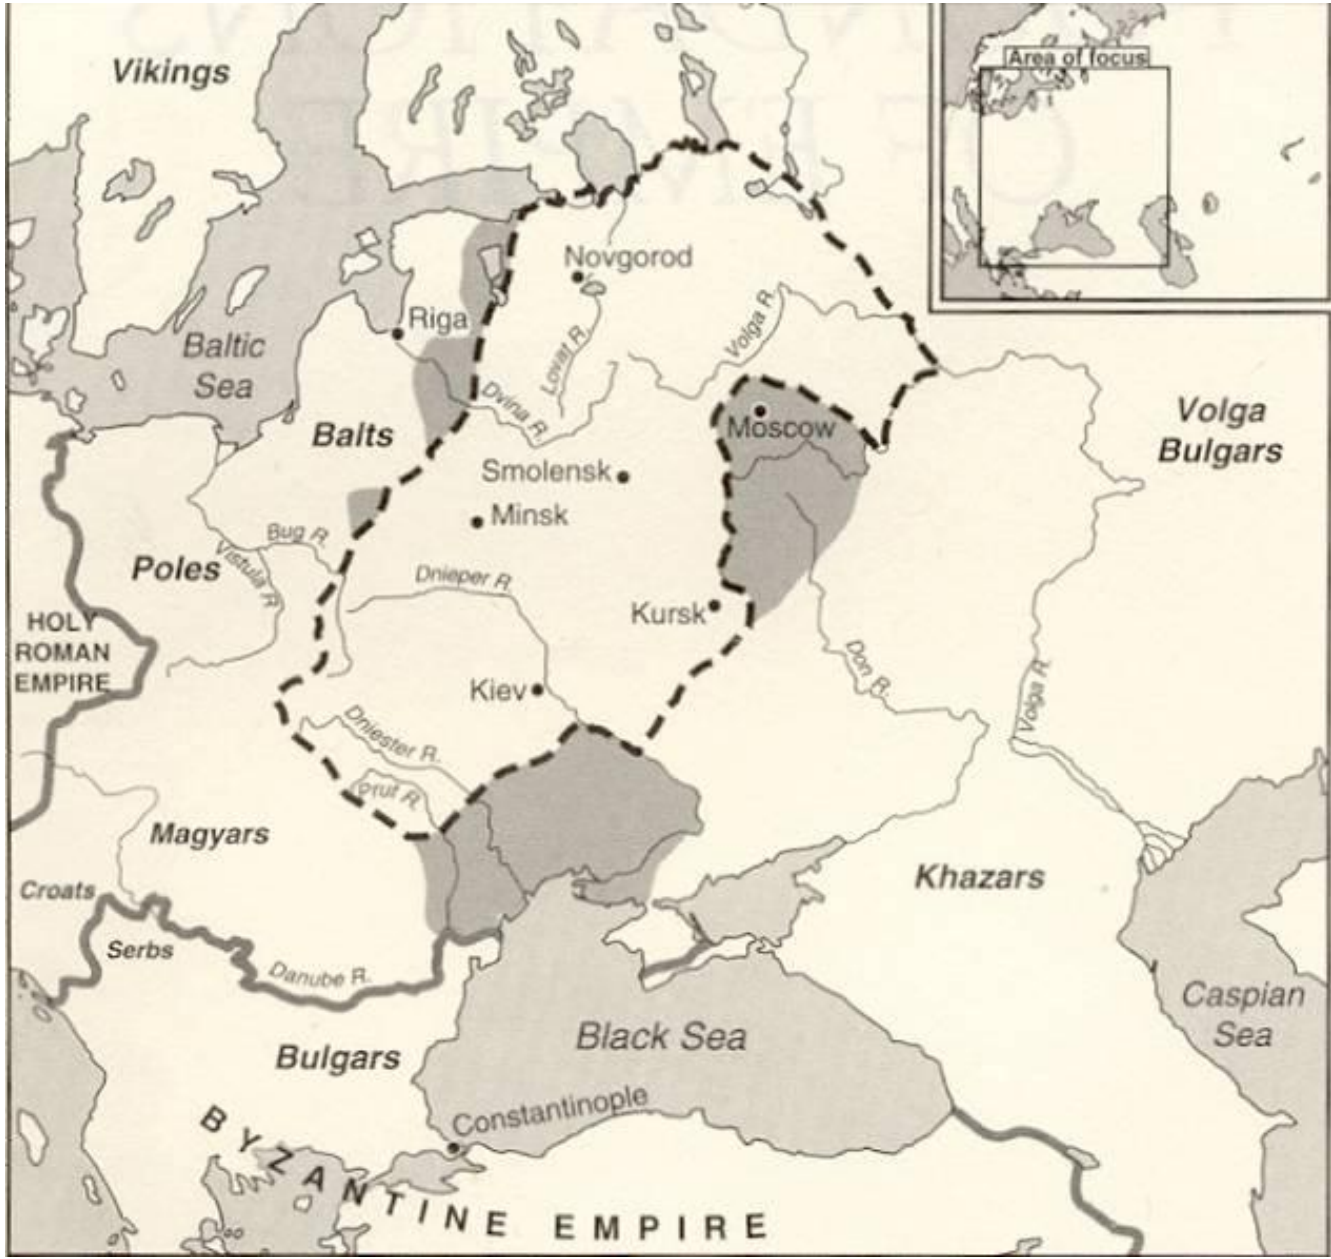 Vikings
Area of focus
Novgorod
Riga
Baltic
Sea
Lovat R.
Volga R.
Dvina R.
Moscow
Volga
Bulgars
Balts
Smolensk
Minsk
Bug R.
Vistula R.
Poles
Dnieper R.
Kursk
HOLY
ROMAN
EMPIRE
Don R.
Kiev
Volga R.
Dniester R.
Prut R.
Magyars
Khazars
Croats
Serbs
Danube R.
Caspian
Sea
Black Sea
Bulgars
Constantinople
BYZANTINE EMPIRE